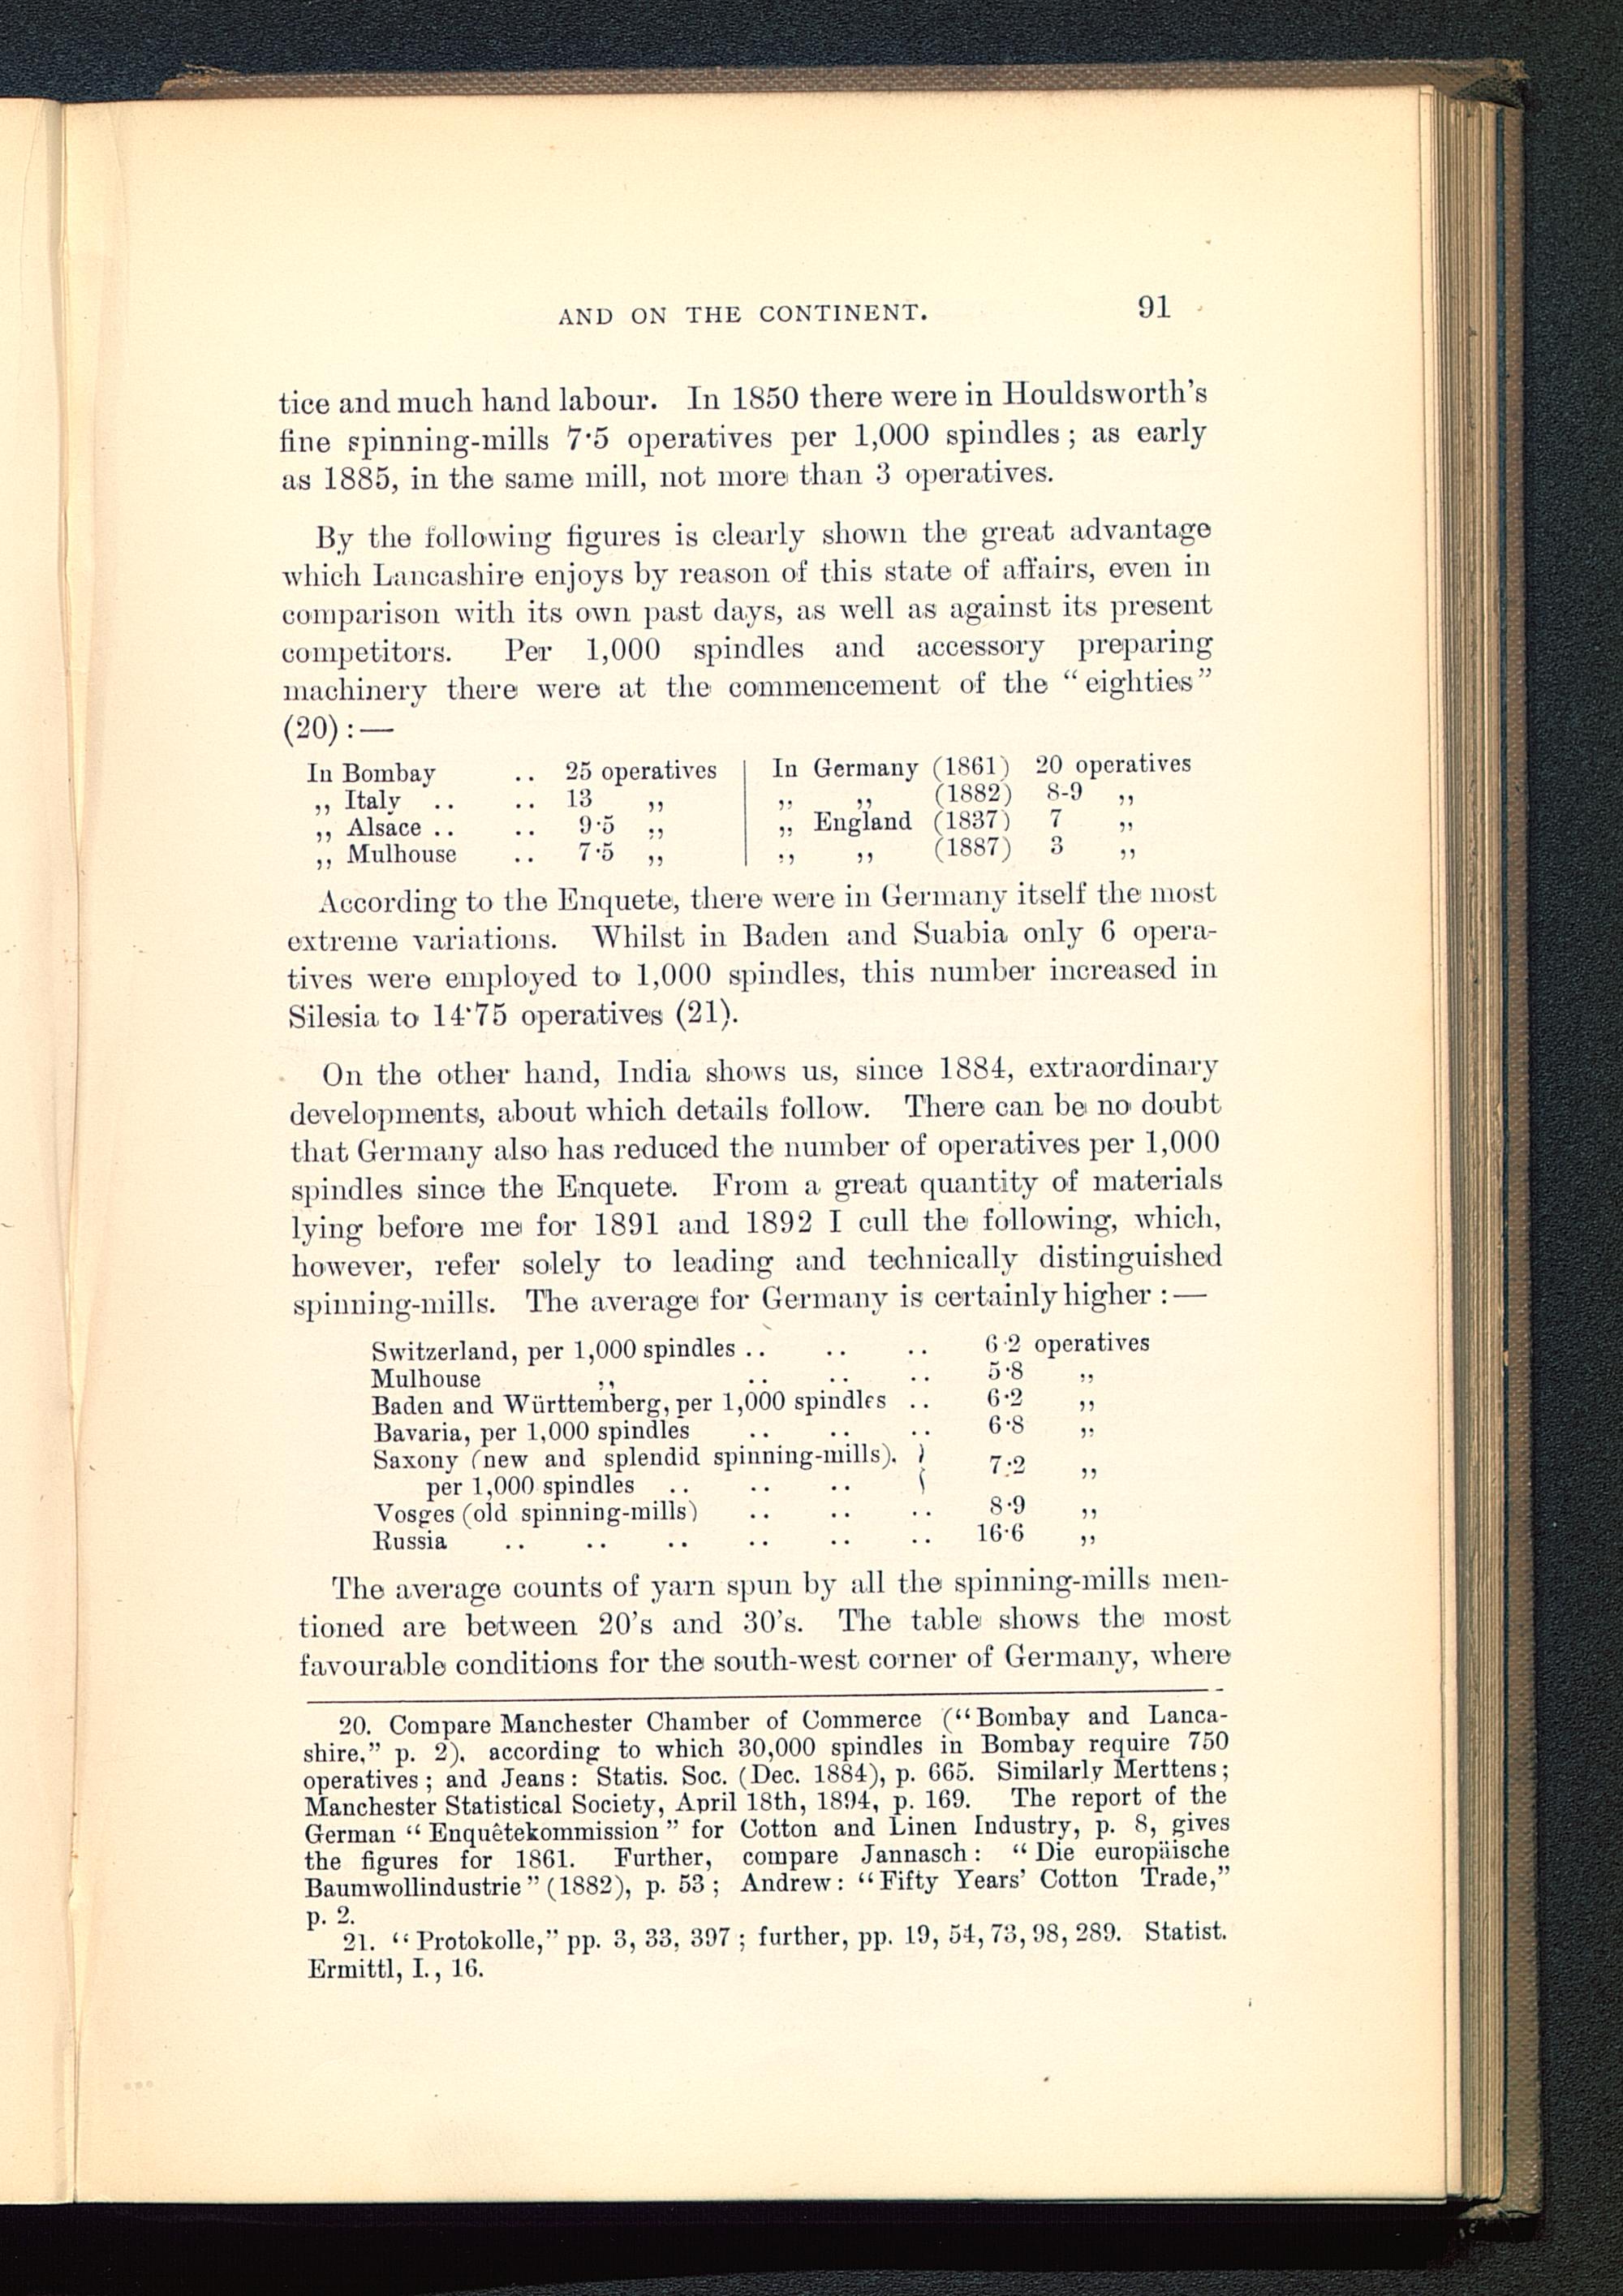 AND ON THE CONTINENT. 91
tice and much hand labour. In 1850 there were in Houldsworth's
fine spinning-mills 7·5 operatives per 1,000 spindles; as early
as 1885, in the same mill, not more than 3 operatives.
By the following figures is clearly shown the great advantage
which Lancashire enjoys by reason of this state of affairs, even in
comparison with its own past days, as well as against its present
competitors. Per 1,000 spindles and accessory preparing
machinery there were at the commencement of the "eighties"
(20):—
In Bombay .. 25 operatives | In Germany (1861) 20 operatives
„ Italy .. .. 13 „ | „ „ (1882) 8-9 „
„ Alsace .. .. 9·5 „ | „ England (1837) 7 „
„ Mulhouse .. 7·5 „ | „ „ (1887) 3 „
According to the Enquete, there were in Germany itself the most
extreme variations. Whilst in Baden and Suabia only 6 opera-
tives were employed to 1,000 spindles, this number increased in
Silesia to 14·75 operatives (21).
On the other hand, India shows us, since 1884, extraordinary
developments, about which details follow. There can be no doubt
that Germany also has reduced the number of operatives per 1,000
spindles since the Enquete. From a great quantity of materials
lying before me for 1891 and 1892 I cull the following, which,
however, refer solely to leading and technically distinguished
spinning-mills. The average for Germany is certainly higher:—
Switzerland, per 1,000 spindles .. .. .. 6·2 operatives
Mulhouse „ .. .. .. 5·8 „
Baden and Württemberg, per 1,000 spindles .. 6·2 „
Bavaria, per 1,000 spindles .. .. .. 6·8 „
Saxony (new and splendid spinning-mills), }
per 1,000 spindles .. .. .. } 7·2 „
Vosges (old spinning-mills) .. .. .. 8·9 „
Russia .. .. .. .. .. .. 16·6 „
The average counts of yarn spun by all the spinning-mills men-
tioned are between 20's and 30's. The table shows the most
favourable conditions for the south-west corner of Germany, where
20. Compare Manchester Chamber of Commerce ("Bombay and Lanca-
shire," p. 2), according to which 30,000 spindles in Bombay require 750
operatives; and Jeans: Statis. Soc. (Dec. 1884), p. 665. Similarly Merttens;
Manchester Statistical Society, April 18th, 1894, p. 169. The report of the
German "Enquêtekommission" for Cotton and Linen Industry, p. 8, gives
the figures for 1861. Further, compare Jannasch: "Die europäische
Baumwollindustrie" (1882), p. 53; Andrew: "Fifty Years' Cotton Trade,"
p. 2.
21. "Protokolle," pp. 3, 33, 397; further, pp. 19, 54, 73, 98, 289. Statist.
Ermittl, I., 16.